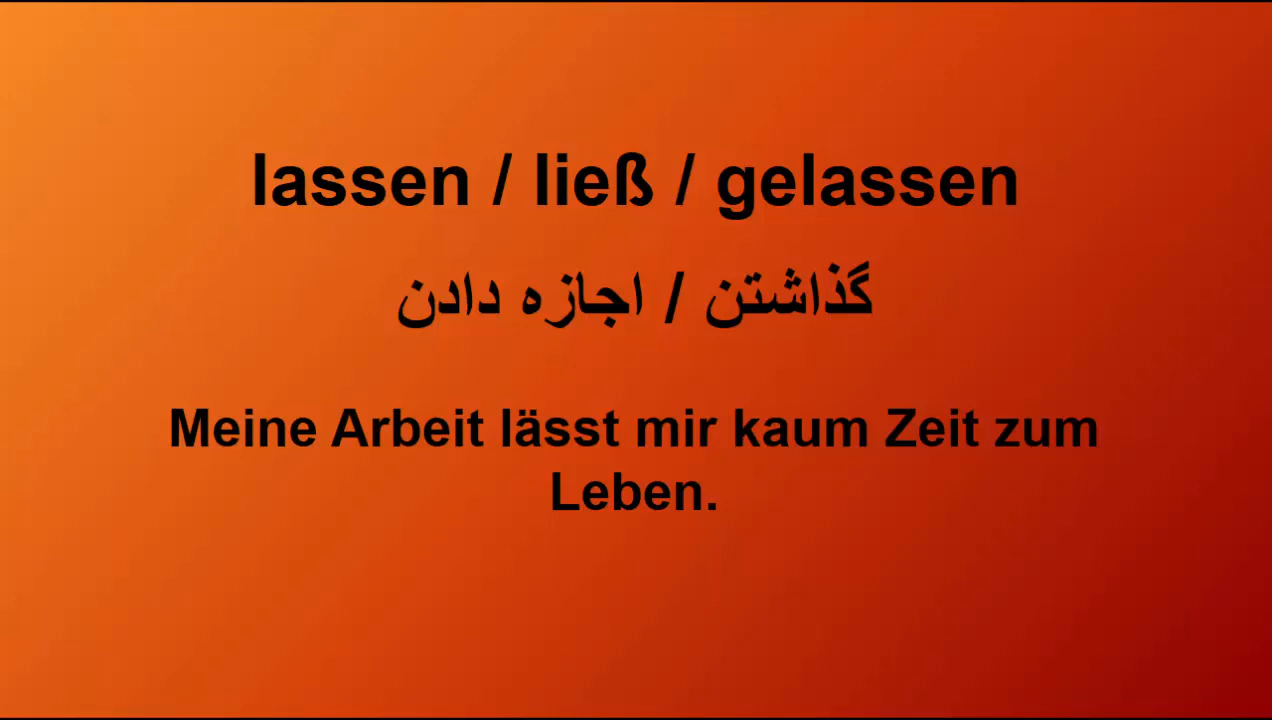 lassen / ließ / gelassen
گذاشتن / اجازه دادن
Meine Arbeit lässt mir kaum Zeit zum
Leben.